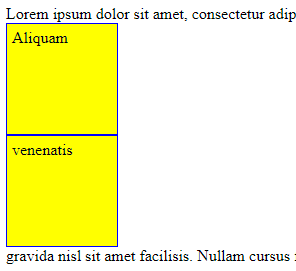 Lorem ipsum dolor sit amet, consectetur adip
Aliquam
venenatis
gravida nisl sit amet facilisis. Nullam cursus